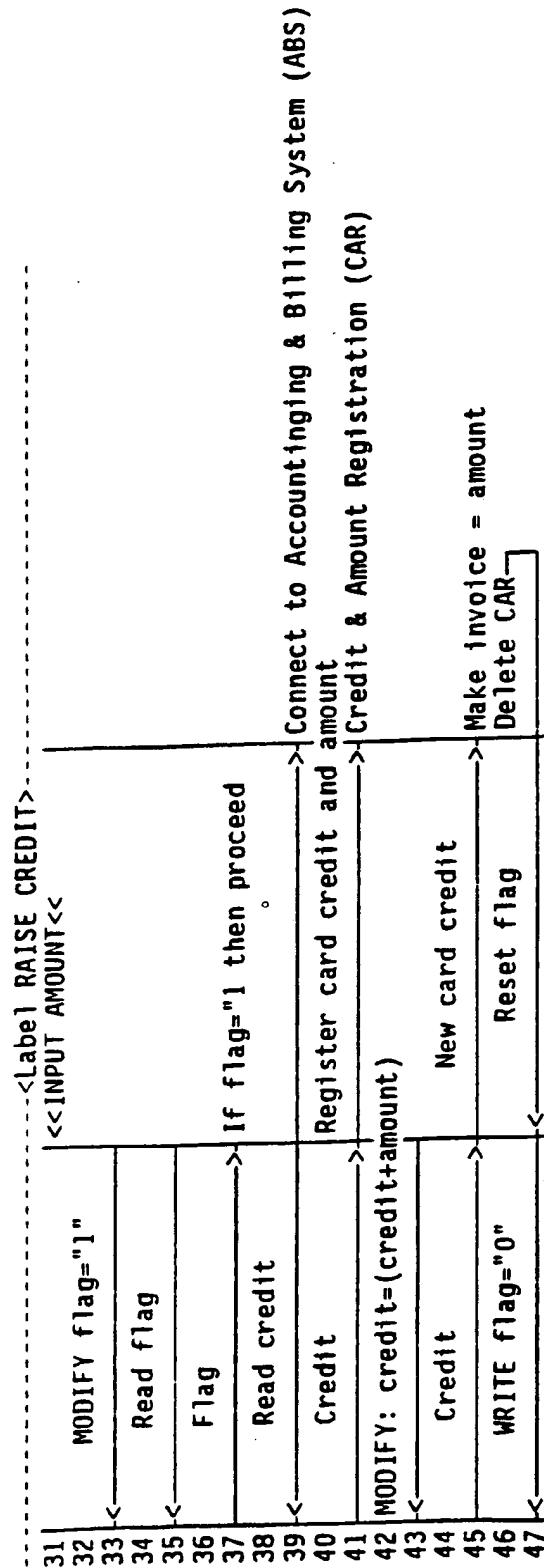 <Label RAISE CREDIT>
31 <<INPUT AMOUNT<<
32 MODIFY flag="1"
33
34 Read flag
35
36 Flag
37 If flag="1 then proceed
38 Read credit
39 Connect to Accountinging & Billing System (ABS)
40 Credit Register card credit and amount
41 Credit & Amount Registration (CAR)
42 MODIFY: credit=(credit+amount)
43
44 Credit New card credit
45 Make invoice = amount
46 WRITE flag="0" Reset flag Delete CAR
47